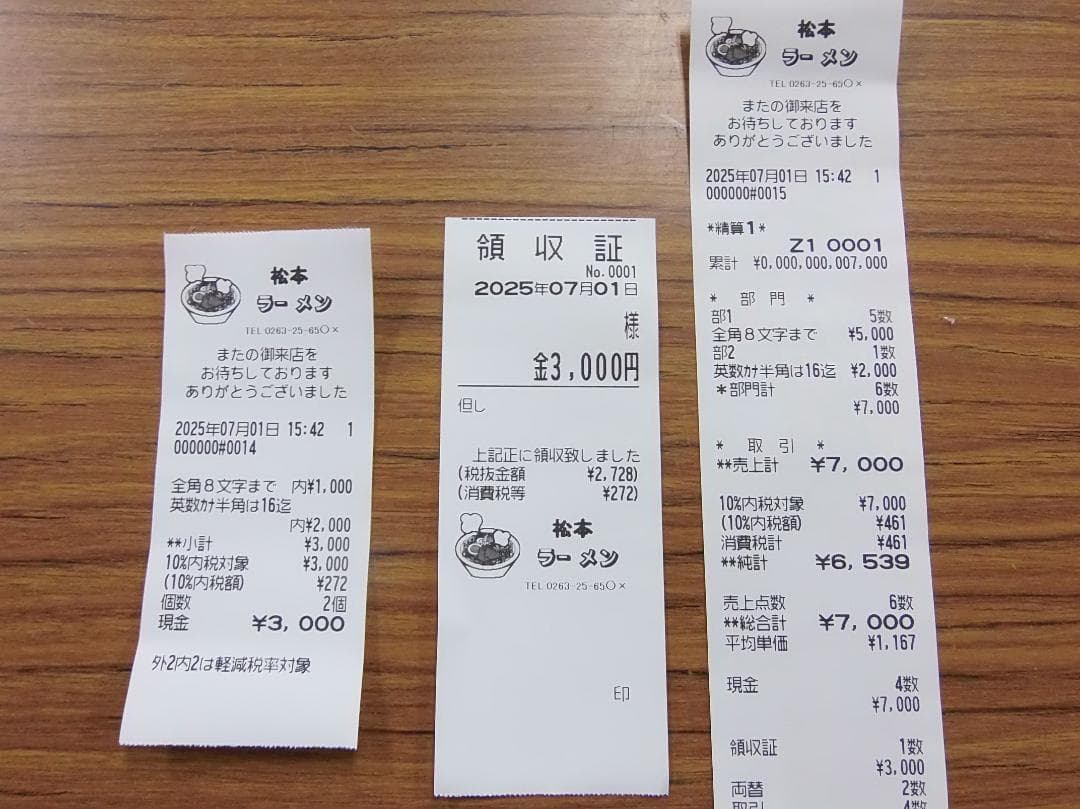 松本
ラーメン
TEL 0263-25-65〇×
またの御来店を
お待ちしております
ありがとうございました
2025年07月01日 15:42 1
000000#0014
全角8文字まで 内¥1,000
英数ｶﾅ半角は16迄
内¥2,000
**小計 ¥3,000
10%内税対象 ¥3,000
(10%内税額) ¥272
個数 2個
現金 ¥3,000
外2内2は軽減税率対象
領収証
No.0001
2025年07月01日
様
金3,000円
但し
上記正に領収致しました
(税抜金額 ¥2,728)
(消費税等 ¥272)
松本
ラーメン
TEL 0263-25-65〇×
印
松本
ラーメン
TEL 0263-25-65〇×
またの御来店を
お待ちしております
ありがとうございました
2025年07月01日 15:42 1
000000#0015
*精算1*
Z1 0001
累計 ¥0,000,000,007,000
* 部 門 *
部1 5数
全角8文字まで ¥5,000
部2 1数
英数ｶﾅ半角は16迄 ¥2,000
*部門計 6数
¥7,000
* 取 引 *
**売上計 ¥7,000
10%内税対象 ¥7,000
(10%内税額) ¥461
消費税計 ¥461
**純計 ¥6,539
売上点数 6数
**総合計 ¥7,000
平均単価 ¥1,167
現金 4数
¥7,000
領収証 1数
¥3,000
両替 2数
取引 4数